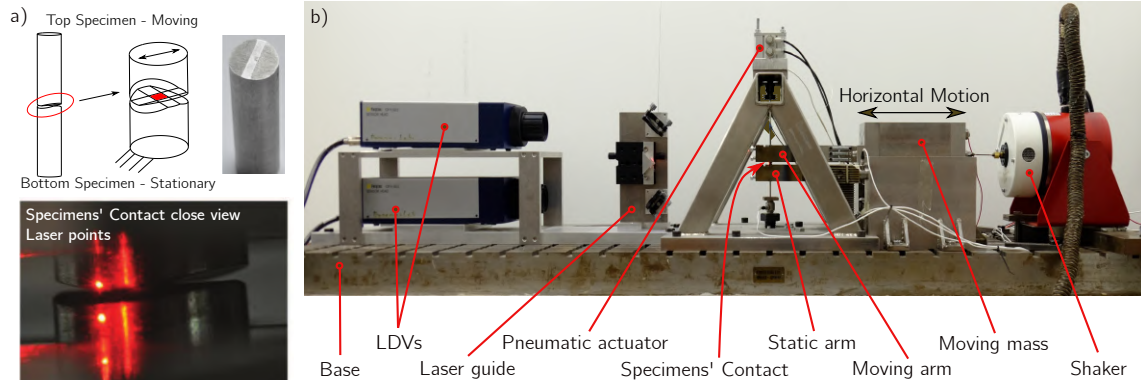 a)
Top Specimen - Moving
Bottom Specimen - Stationary
Specimens' Contact close view
Laser points
b)
Horizontal Motion
LDVs
Pneumatic actuator
Static arm
Moving mass
Base
Laser guide
Specimens' Contact
Moving arm
Shaker